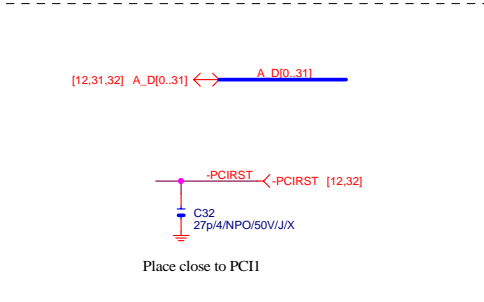 A_D[0..31]
[12,31,32] A_D[0..31]
-PCIRST
-PCIRST [12,32]
C32
27p/4/NPO/50V/J/X
Place close to PCI1